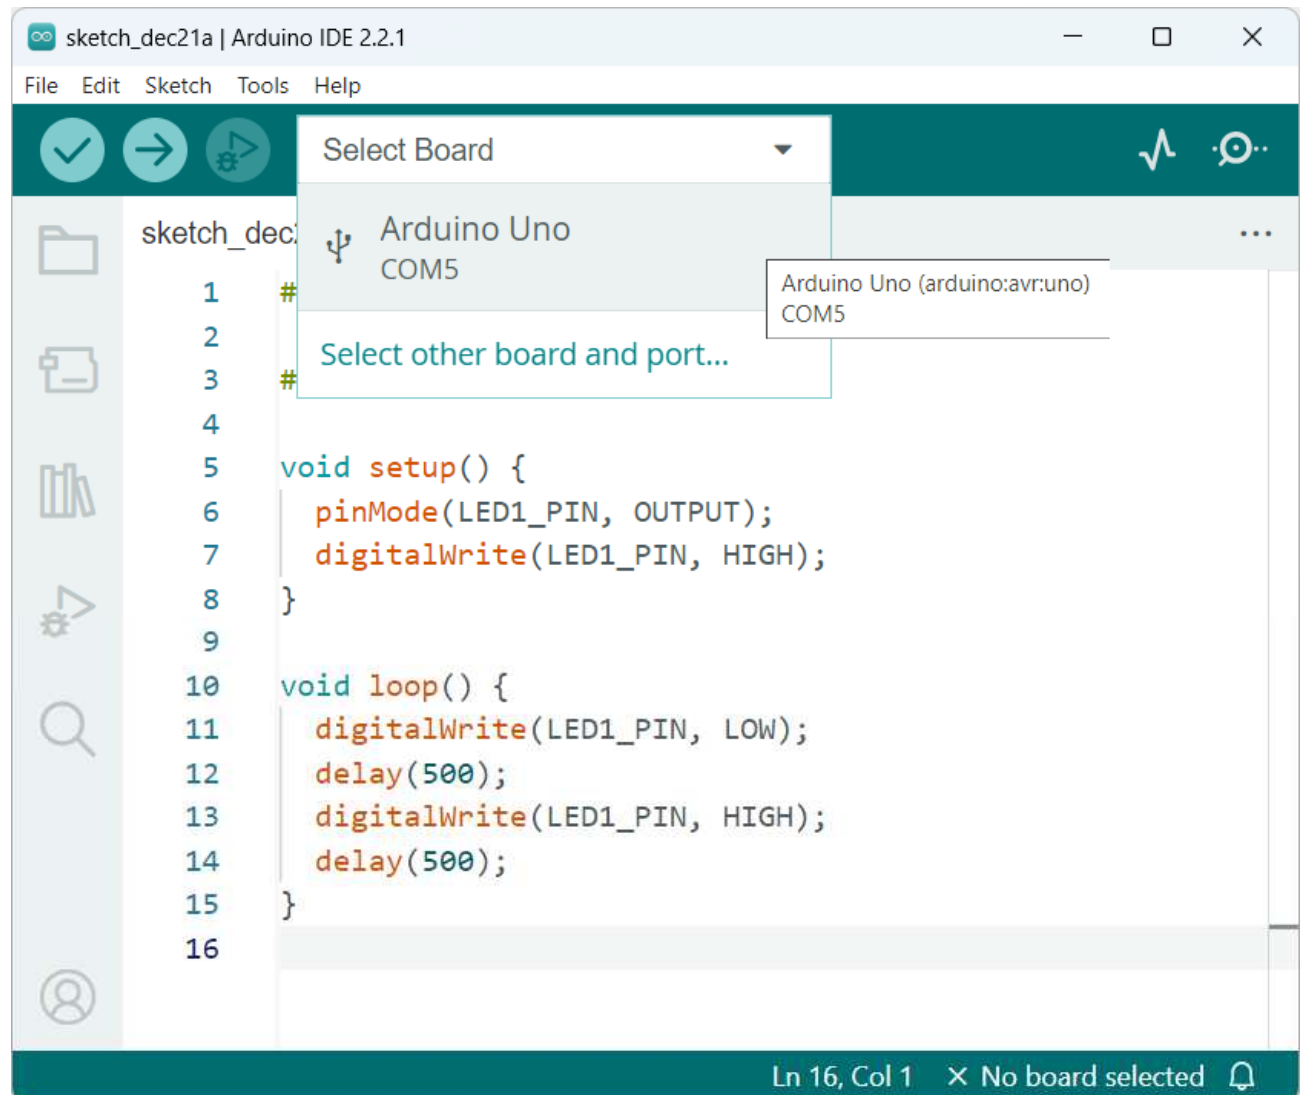 sketch_dec21a | Arduino IDE 2.2.1
File Edit Sketch Tools Help
Select Board
Arduino Uno
COM5
Arduino Uno (arduino:avr:uno)
COM5
Select other board and port...
sketch_dec
1 #
2
3 #
4
5 void setup() {
6 pinMode(LED1_PIN, OUTPUT);
7 digitalWrite(LED1_PIN, HIGH);
8 }
9
10 void loop() {
11 digitalWrite(LED1_PIN, LOW);
12 delay(500);
13 digitalWrite(LED1_PIN, HIGH);
14 delay(500);
15 }
16
Ln 16, Col 1 × No board selected